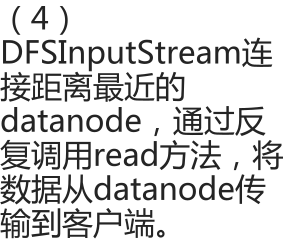 （4）
DFSInputStream连
接距离最近的
datanode，通过反
复调用read方法，将
数据从datanode传
输到客户端。